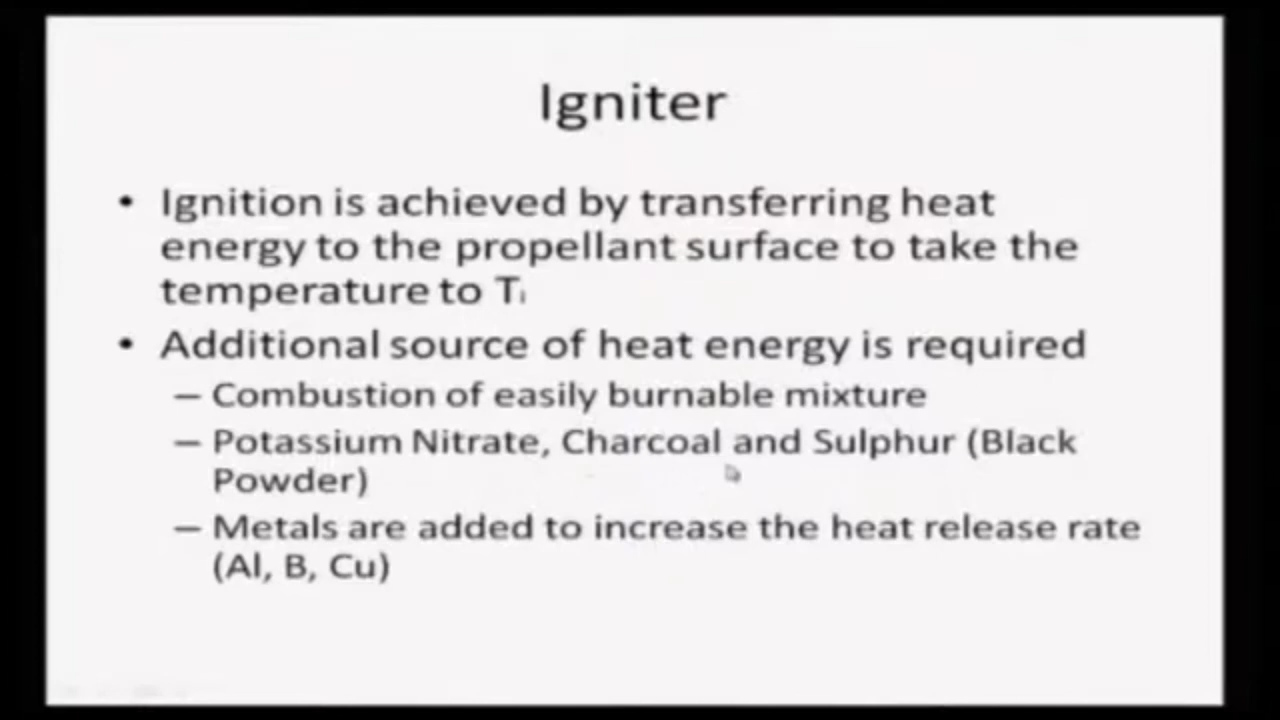 Igniter
• Ignition is achieved by transferring heat
energy to the propellant surface to take the
temperature to Tᵢ
• Additional source of heat energy is required
– Combustion of easily burnable mixture
– Potassium Nitrate, Charcoal and Sulphur (Black
Powder)
– Metals are added to increase the heat release rate
(Al, B, Cu)